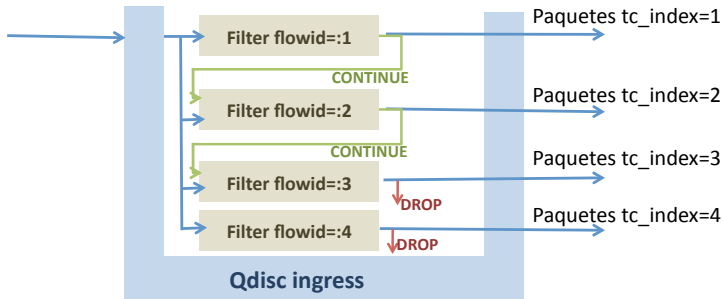 Filter flowid=:1
Paquetes tc_index=1
CONTINUE
Filter flowid=:2
Paquetes tc_index=2
CONTINUE
Filter flowid=:3
Paquetes tc_index=3
DROP
Filter flowid=:4
Paquetes tc_index=4
DROP
Qdisc ingress